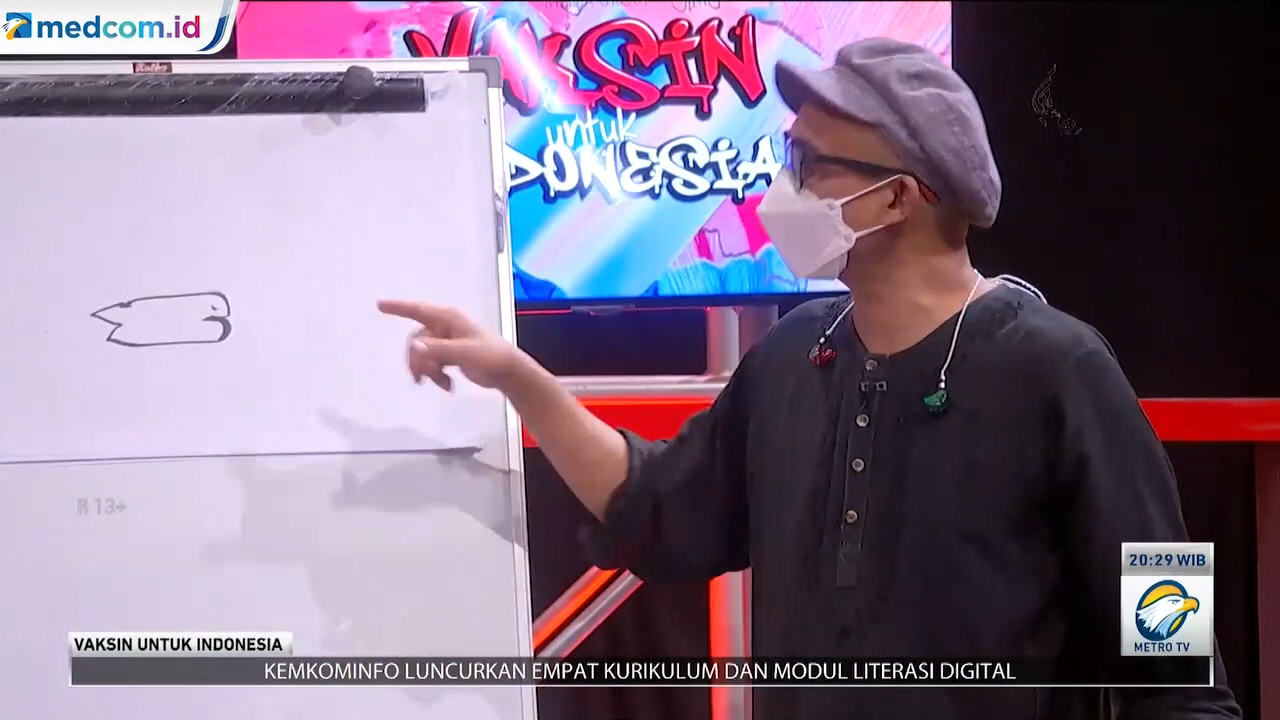 medcom.id
VAKSIN
untuk
DONESIA
R 13+
20:29 WIB
METRO TV
VAKSIN UNTUK INDONESIA
KEMKOMINFO LUNCURKAN EMPAT KURIKULUM DAN MODUL LITERASI DIGITAL